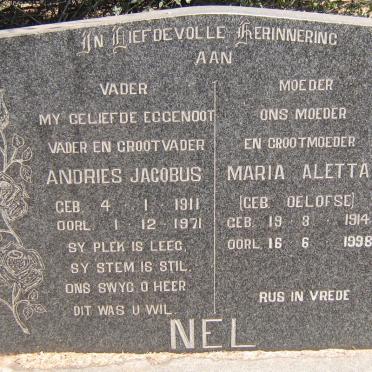 In Liefdevolle Herinnering
AAN
VADER
MY GELIEFDE EGGENOOT
VADER EN GROOTVADER
ANDRIES JACOBUS
GEB. 4 - 1 1911
OORL. 1 - 12 - 1971
SY PLEK IS LEEG,
SY STEM IS STIL,
ONS SWYG O HEER
DIT WAS U WIL
MOEDER
ONS MOEDER
EN GROOTMOEDER
MARIA ALETTA
(GEB OELOFSE)
GEB. 19 - 3 1914
OORL. 16 - 6 1998
RUS IN VREDE
NEL